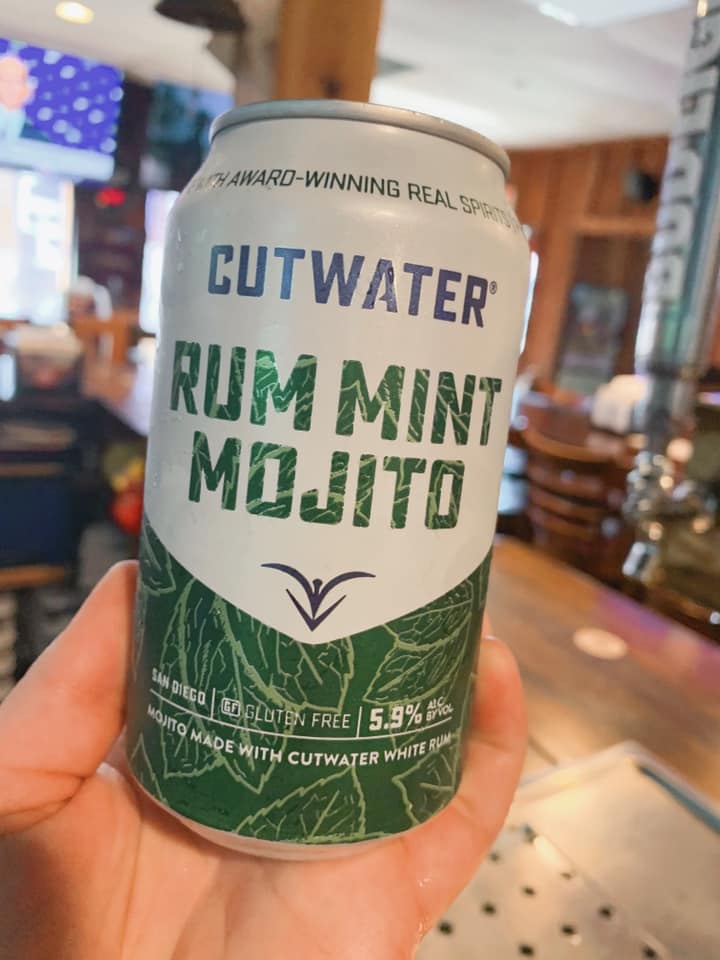 WITH AWARD-WINNING REAL SPIRITS
CUTWATER®
RUM MINT
MOJITO
SAN DIEGO | GF GLUTEN FREE | 5.9% ALC. BY VOL
MOJITO MADE WITH CUTWATER WHITE RUM